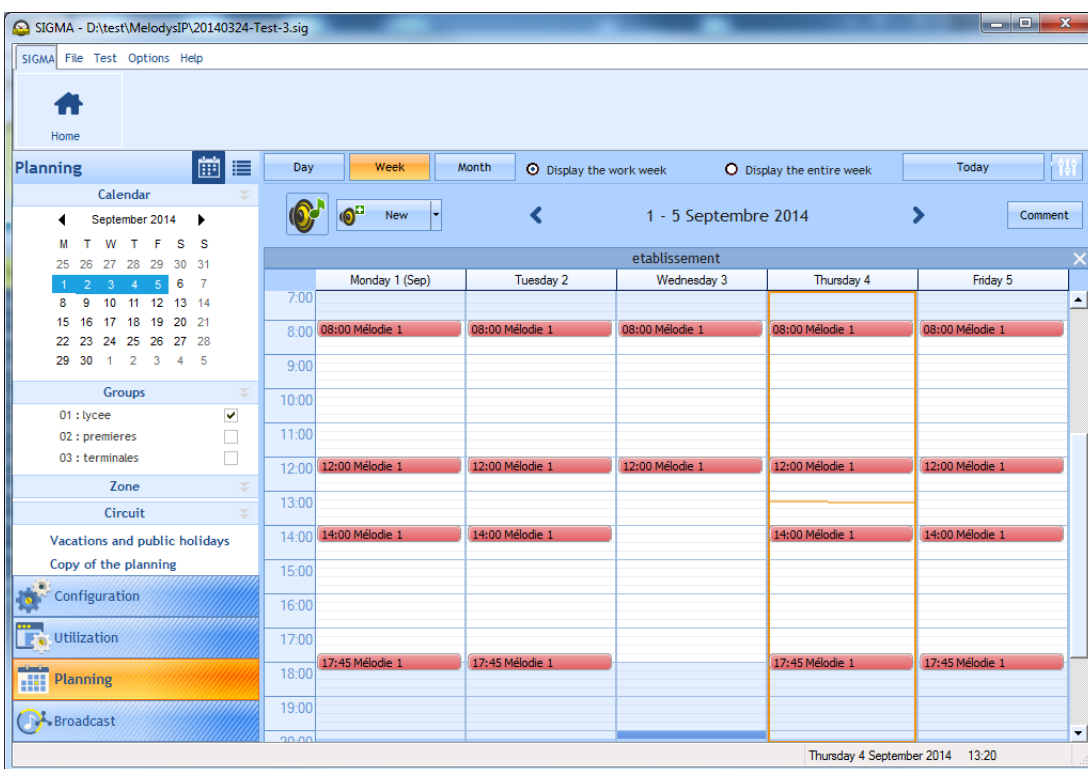 SIGMA - D:\test\MelodysIP\20140324-Test-3.sig
SIGMA File Test Options Help
Home
Planning
Calendar
September 2014
M T W T F S S
25 26 27 28 29 30 31
1 2 3 4 5 6 7
8 9 10 11 12 13 14
15 16 17 18 19 20 21
22 23 24 25 26 27 28
29 30 1 2 3 4 5
Groups
01 : lycee
02 : premieres
03 : terminales
Zone
Circuit
Vacations and public holidays
Copy of the planning
Configuration
Utilization
Planning
Broadcast
Day Week Month Display the work week Display the entire week Today
New 1 - 5 Septembre 2014 Comment
etablissement
Monday 1 (Sep) Tuesday 2 Wednesday 3 Thursday 4 Friday 5
7:00
8:00 08:00 Mélodie 1 08:00 Mélodie 1 08:00 Mélodie 1 08:00 Mélodie 1 08:00 Mélodie 1
9:00
10:00
11:00
12:00 12:00 Mélodie 1 12:00 Mélodie 1 12:00 Mélodie 1 12:00 Mélodie 1 12:00 Mélodie 1
13:00
14:00 14:00 Mélodie 1 14:00 Mélodie 1 14:00 Mélodie 1 14:00 Mélodie 1
15:00
16:00
17:00
17:45 Mélodie 1 17:45 Mélodie 1 17:45 Mélodie 1 17:45 Mélodie 1
18:00
19:00
20:00
Thursday 4 September 2014 13:20